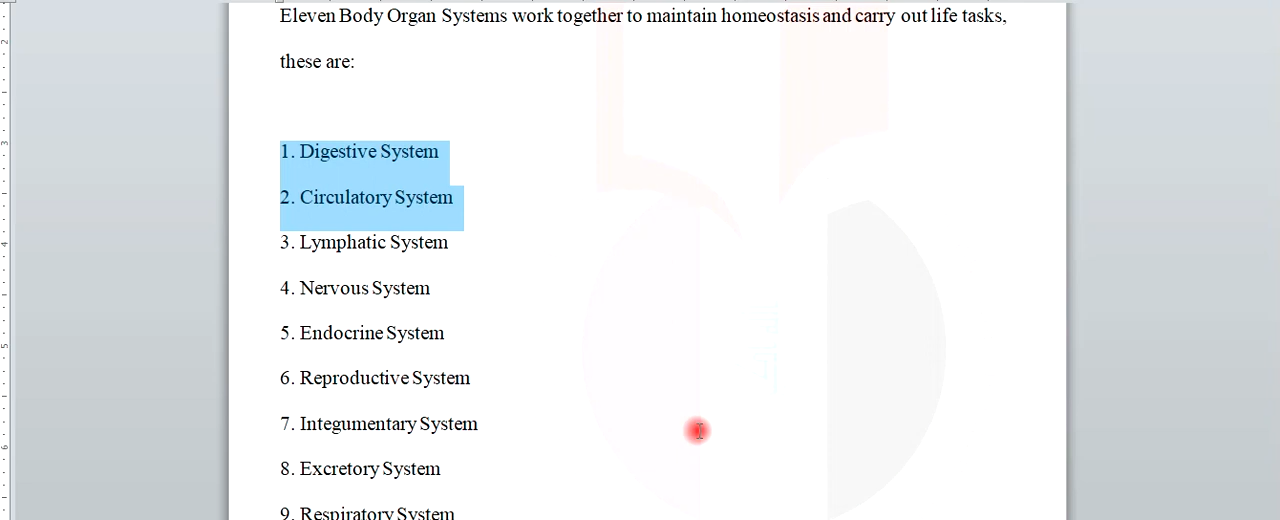 Eleven Body Organ Systems work together to maintain homeostasis and carry out life tasks,
these are:
1. Digestive System
2. Circulatory System
3. Lymphatic System
4. Nervous System
5. Endocrine System
6. Reproductive System
7. Integumentary System
8. Excretory System
9. Respiratory System